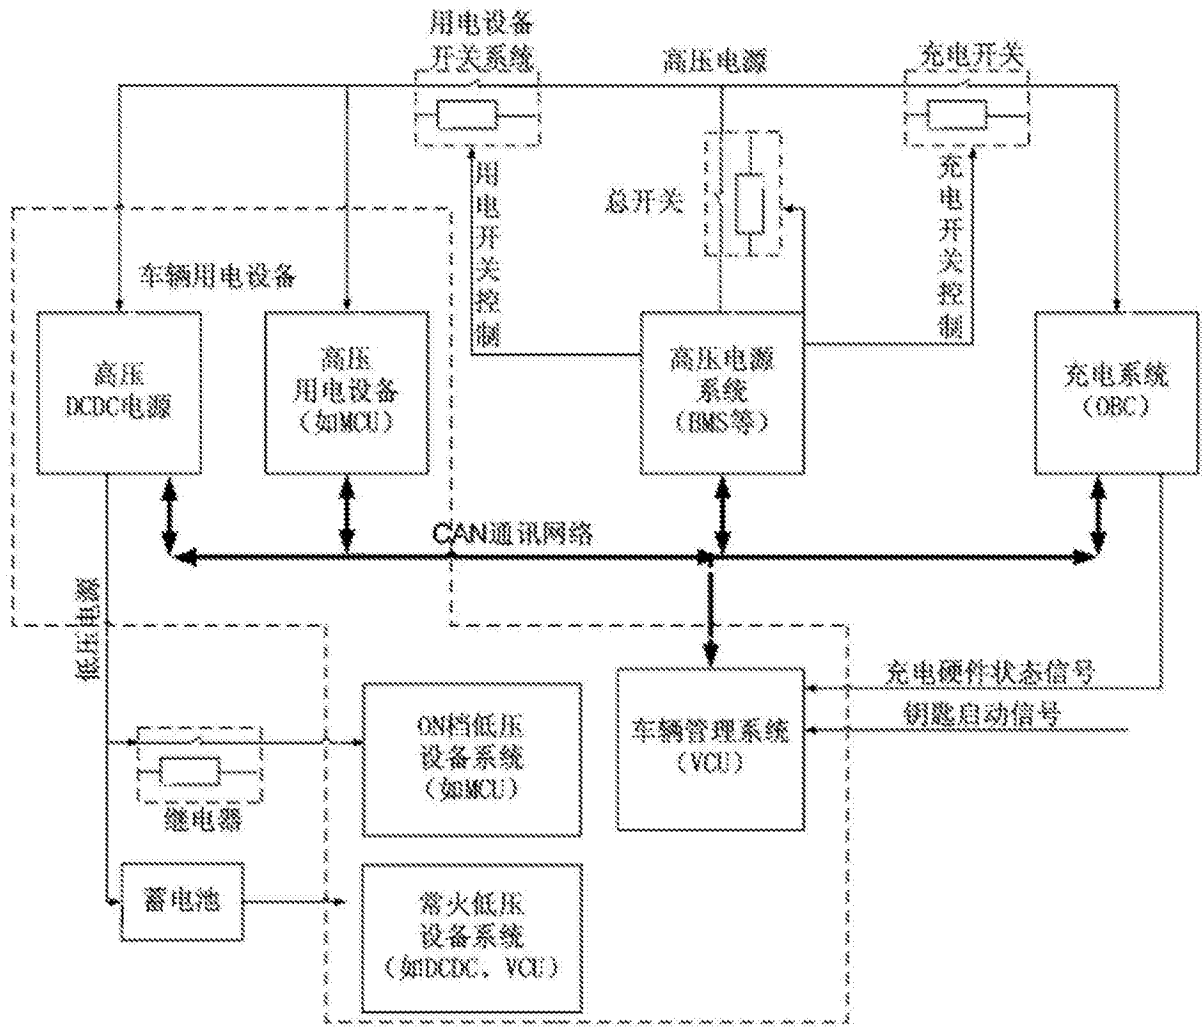 用电设备
开关系统
高压电源
充电开关
用电开关控制
总开关
充电开关控制
车辆用电设备
高压
DCDC电源
高压
用电设备
（如MCU）
高压电源
系统
（BMS等）
充电系统
（OBC）
CAN通讯网络
低压电源
充电硬件状态信号
钥匙启动信号
ON档低压
设备系统
（如MCU）
车辆管理系统
（VCU）
继电器
蓄电池
常火低压
设备系统
（如DCDC、VCU）